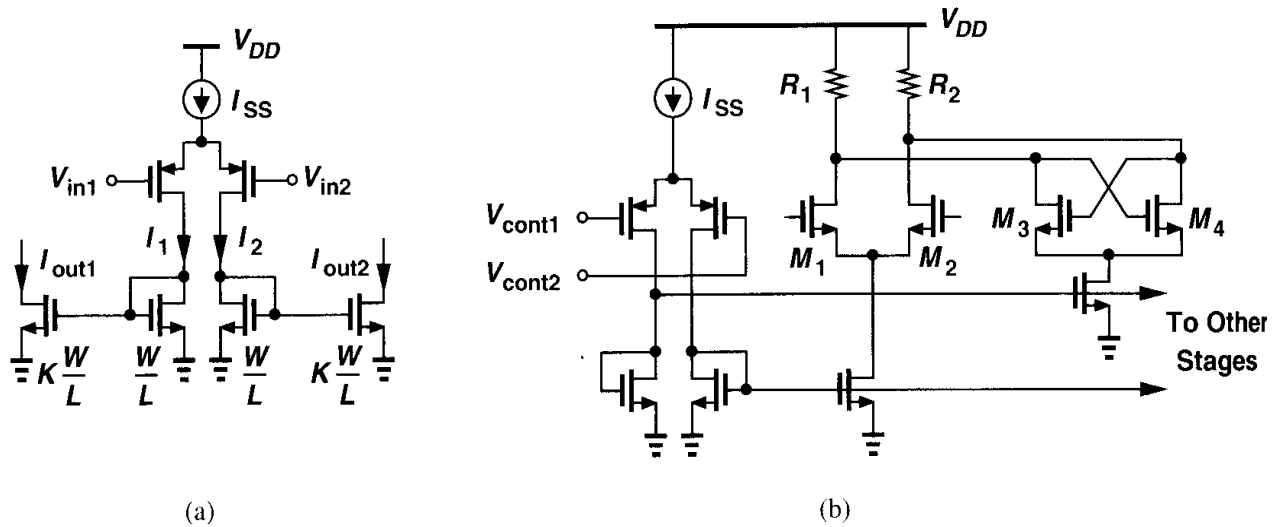 V_DD
I_SS
V_in1
V_in2
I_1
I_2
I_out1
I_out2
K W/L
W/L
W/L
K W/L
(a)
V_DD
R_1
R_2
I_SS
V_cont1
V_cont2
M_1
M_2
M_3
M_4
To Other
Stages
(b)